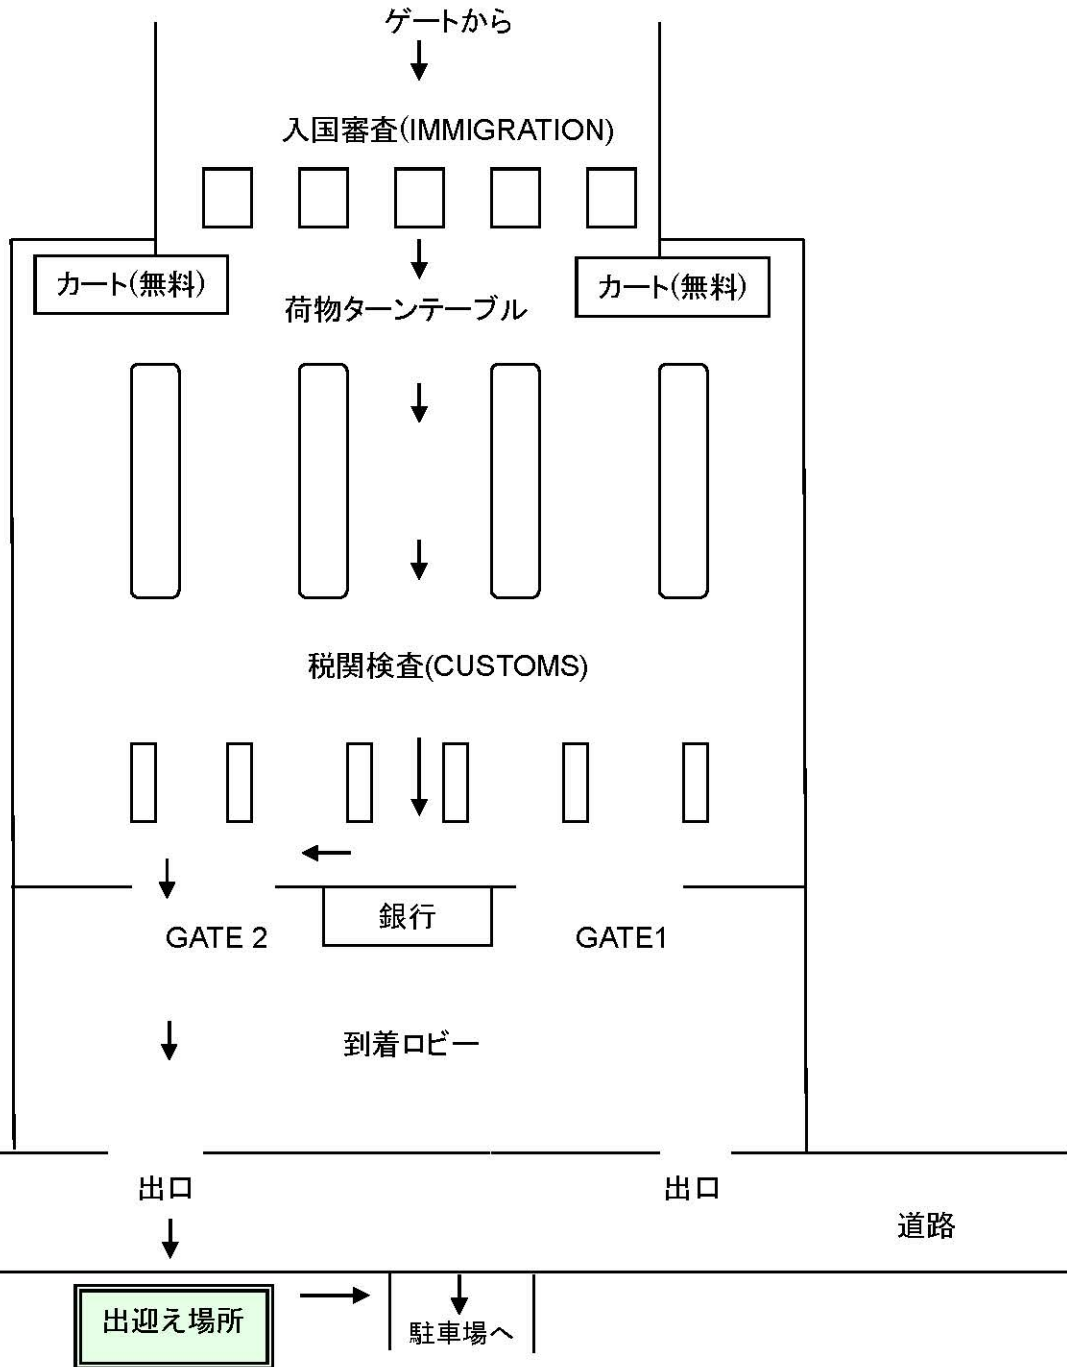 ゲートから
入国審査(IMMIGRATION)
カート(無料)
カート(無料)
荷物ターンテーブル
税関検査(CUSTOMS)
銀行
GATE 2
GATE1
到着ロビー
出口
出口
道路
出迎え場所
駐車場へ